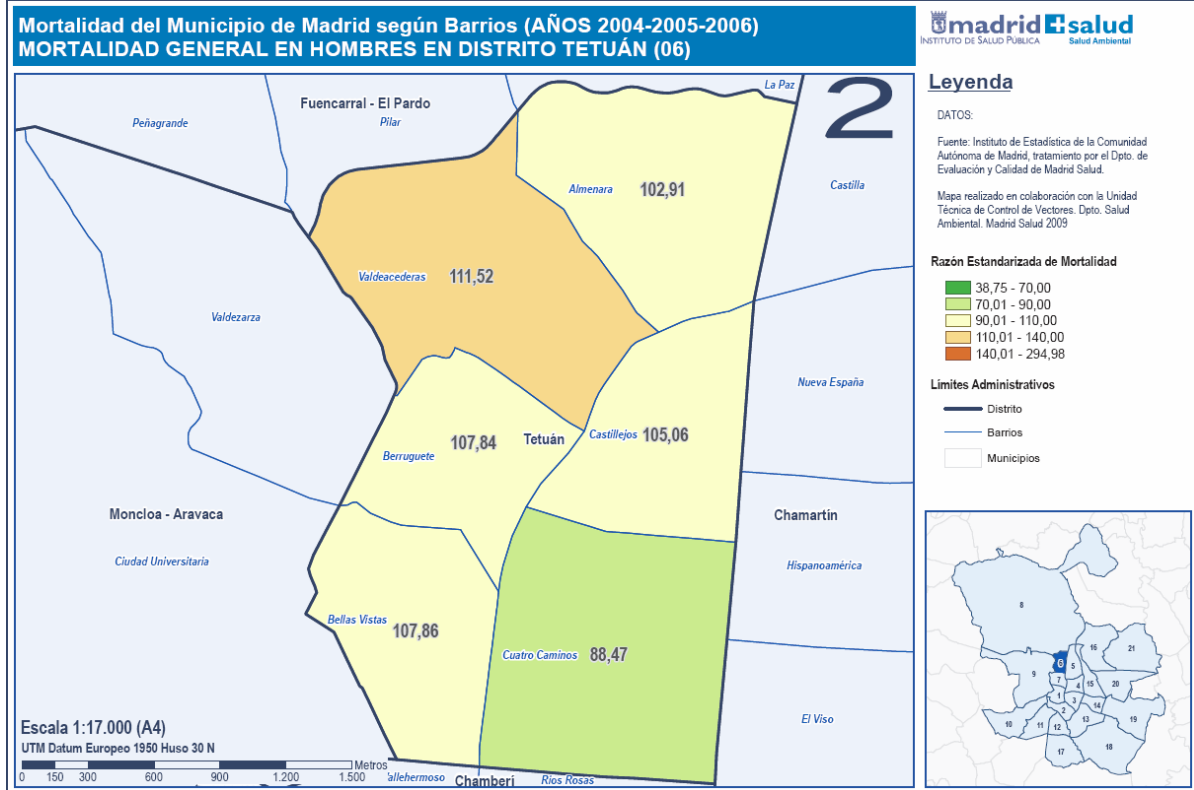 Mortalidad del Municipio de Madrid según Barrios (AÑOS 2004-2005-2006)
MORTALIDAD GENERAL EN HOMBRES EN DISTRITO TETUÁN (06)
madrid salud
INSTITUTO DE SALUD PÚBLICA
Salud Ambiental
2
La Paz
Fuencarral - El Pardo
Pilar
Peñagrande
Almenara 102,91
Castilla
Valdeacederas 111,52
Valdezarza
Nueva España
Tetuán
Castillejos 105,06
Berruguete 107,84
Moncloa - Aravaca
Ciudad Universitaria
Chamartín
Hispanoamérica
Bellas Vistas 107,86
Cuatro Caminos 88,47
El Viso
Escala 1:17.000 (A4)
UTM Datum Europeo 1950 Huso 30 N
Metros
0 150 300 600 900 1.200 1.500
allehermoso
Chamberí
Ríos Rosas
Leyenda
DATOS:
Fuente: Instituto de Estadística de la Comunidad
Autónoma de Madrid, tratamiento por el Dpto. de
Evaluación y Calidad de Madrid Salud.
Mapa realizado en colaboración con la Unidad
Técnica de Control de Vectores. Dpto. Salud
Ambiental. Madrid Salud 2009
Razón Estandarizada de Mortalidad
38,75 - 70,00
70,01 - 90,00
90,01 - 110,00
110,01 - 140,00
140,01 - 294,98
Limites Administrativos
Distrito
Barrios
Municipios
8
16
21
6
5
9
7
4
15
20
1
3
14
2
13
19
10
11
12
17
18